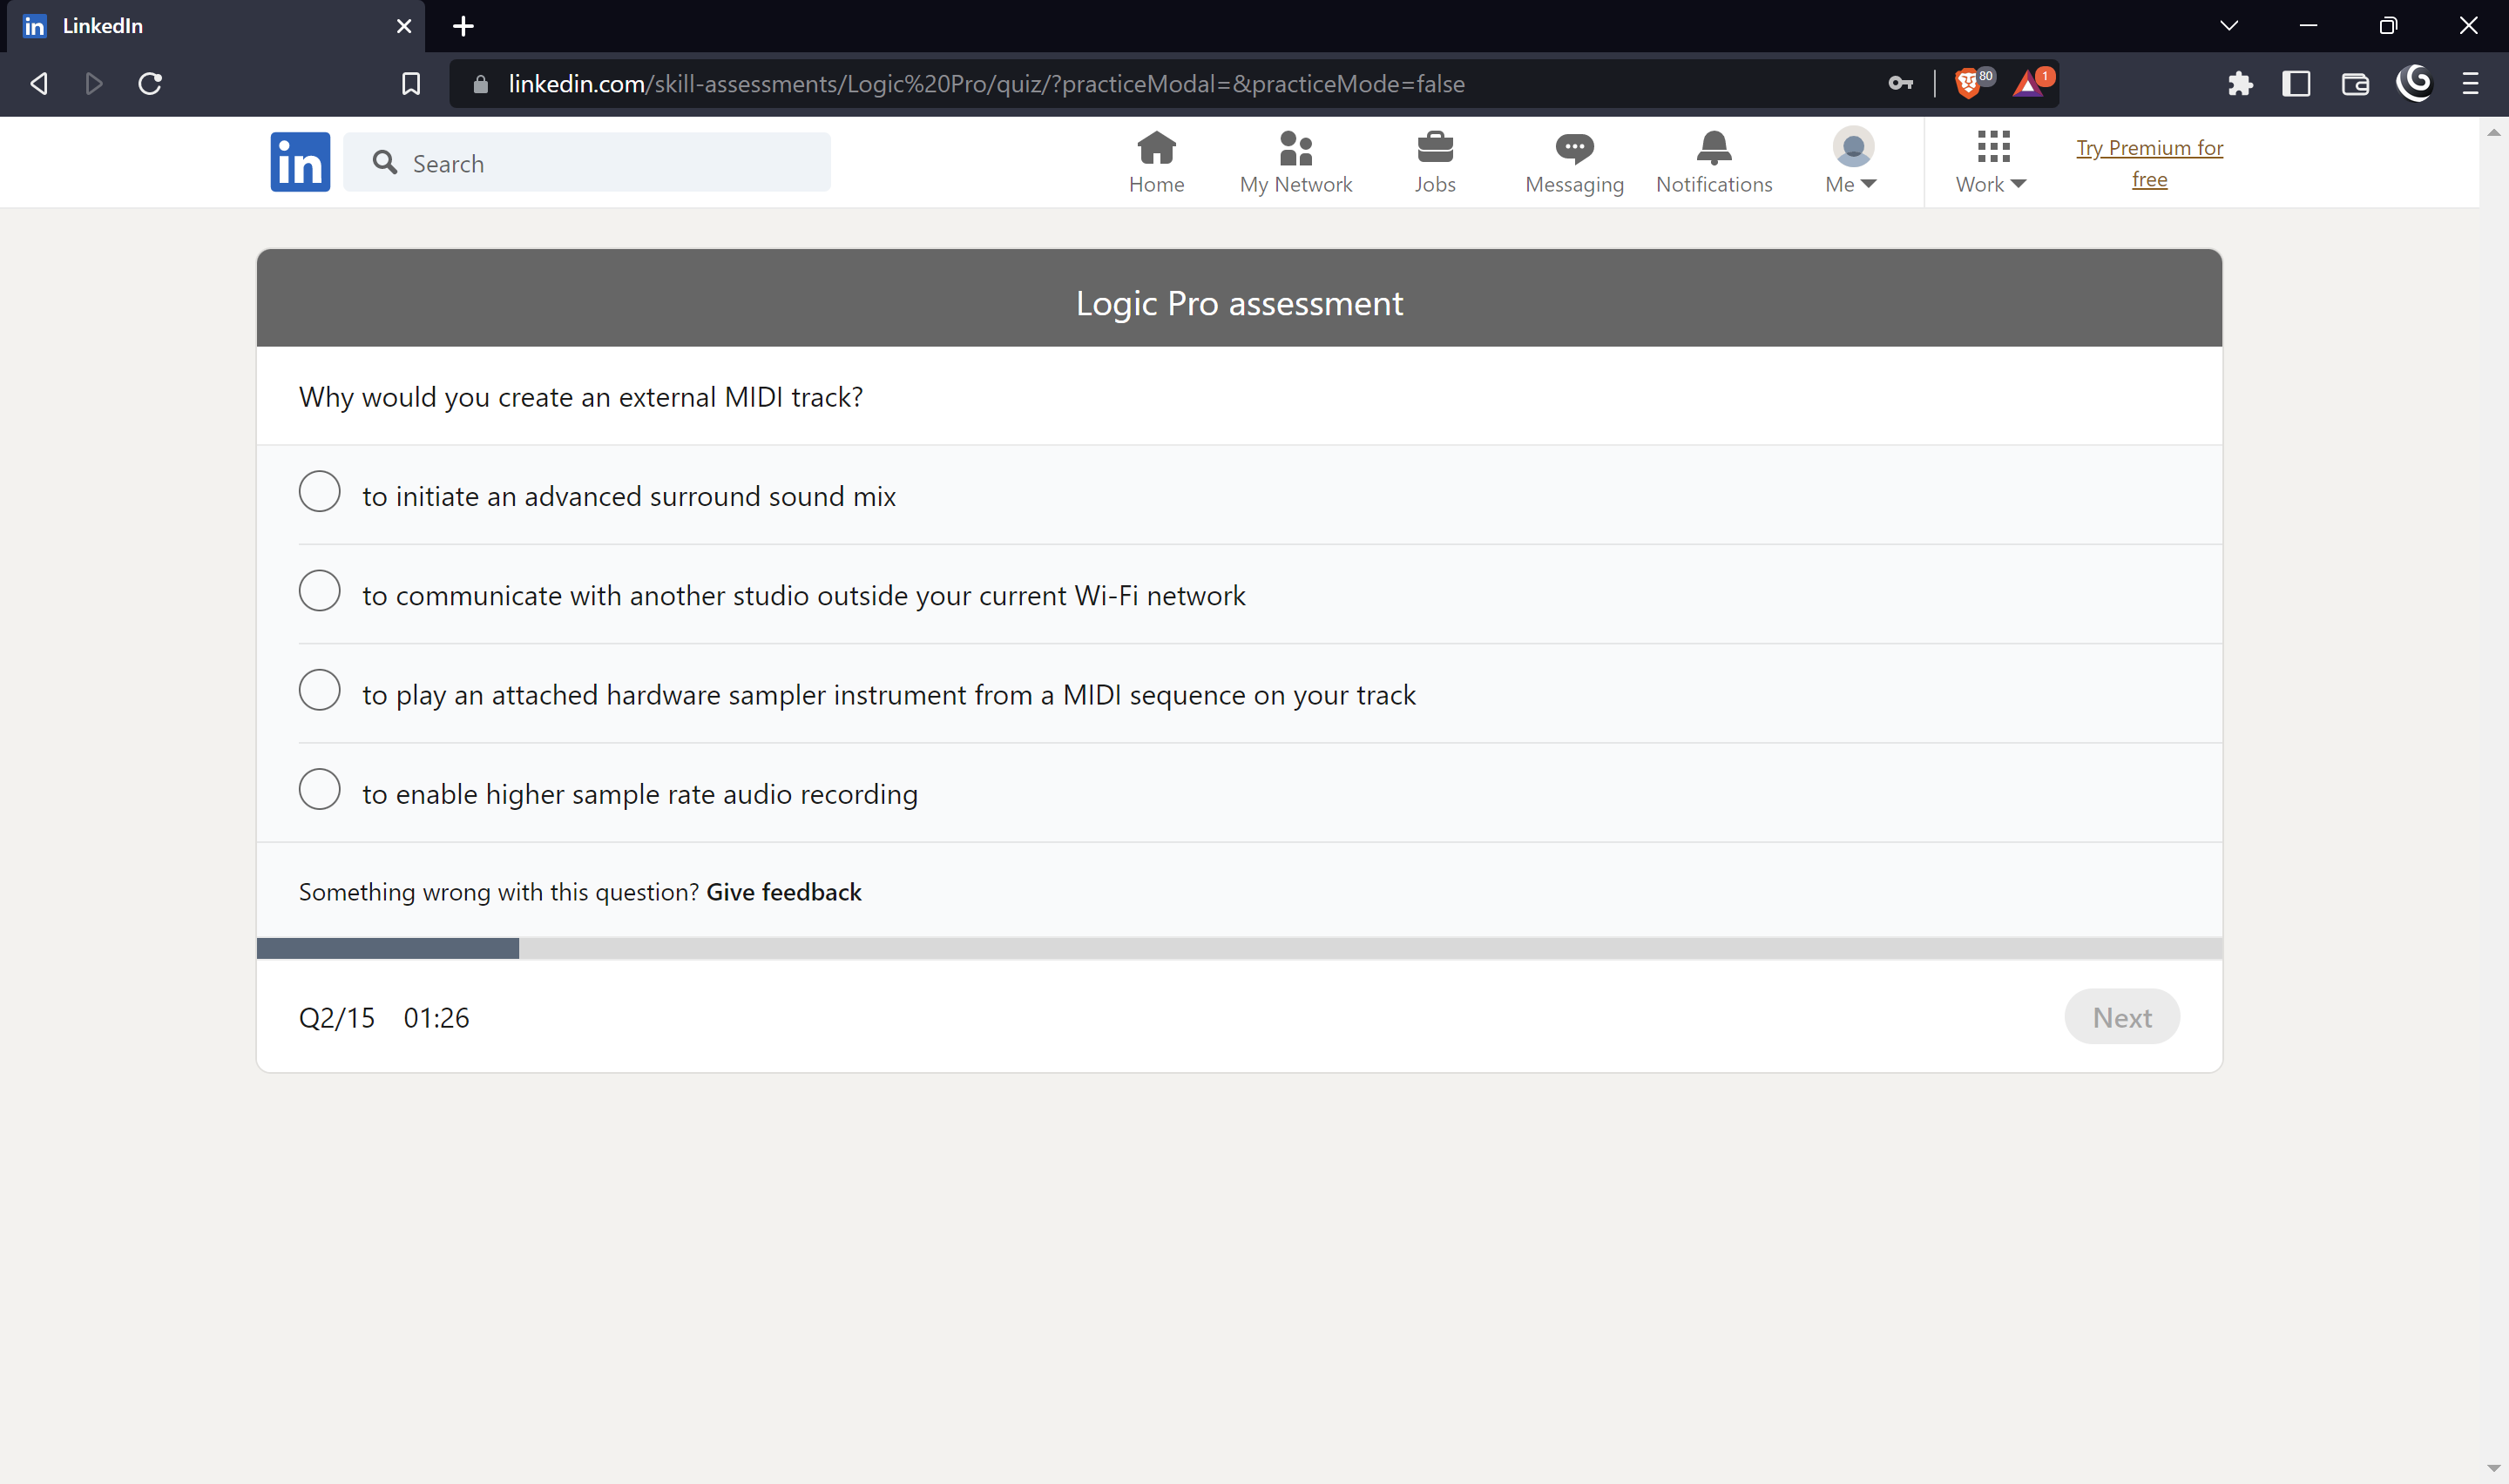 LinkedIn
linkedin.com/skill-assessments/Logic%20Pro/quiz/?practiceModal=&practiceMode=false
80
1
in
Search
Home
My Network
Jobs
Messaging
Notifications
Me
Work
Try Premium for
free
Logic Pro assessment
Why would you create an external MIDI track?
to initiate an advanced surround sound mix
to communicate with another studio outside your current Wi-Fi network
to play an attached hardware sampler instrument from a MIDI sequence on your track
to enable higher sample rate audio recording
Something wrong with this question? Give feedback
Q2/15 01:26
Next